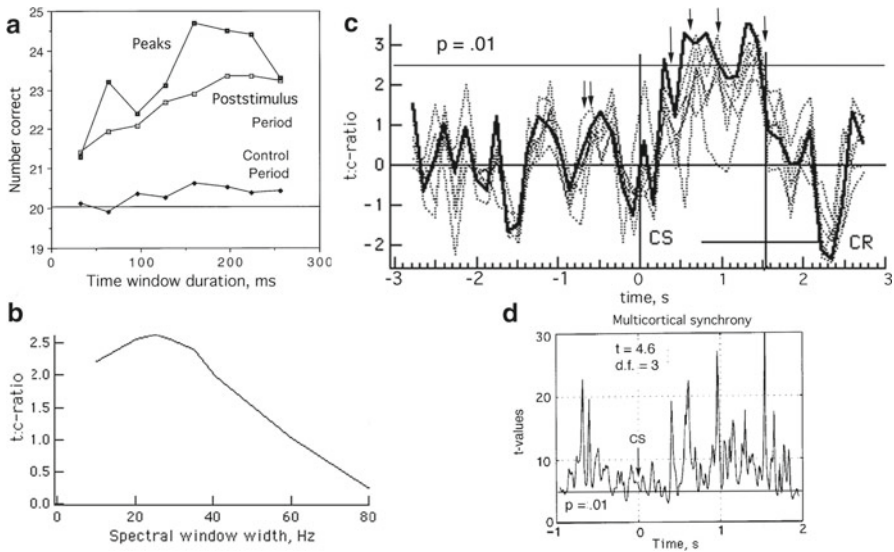 a
25
24
23
22
21
20
19
Number correct
Peaks
Poststimulus
Period
Control
Period
0
100
200
300
Time window duration, ms
b
2.5
2.0
1.5
1.0
0.5
0.0
t:c-ratio
0
20
40
60
80
Spectral window width, Hz
c
3
2
1
0
-1
-2
t:c-ratio
p = .01
CS
CR
-3
-2
-1
0
1
2
3
time, s
d
Multicortical synchrony
30
20
10
0
t-values
t = 4.6
d.f. = 3
CS
p = .01
-1
0
1
2
Time, s